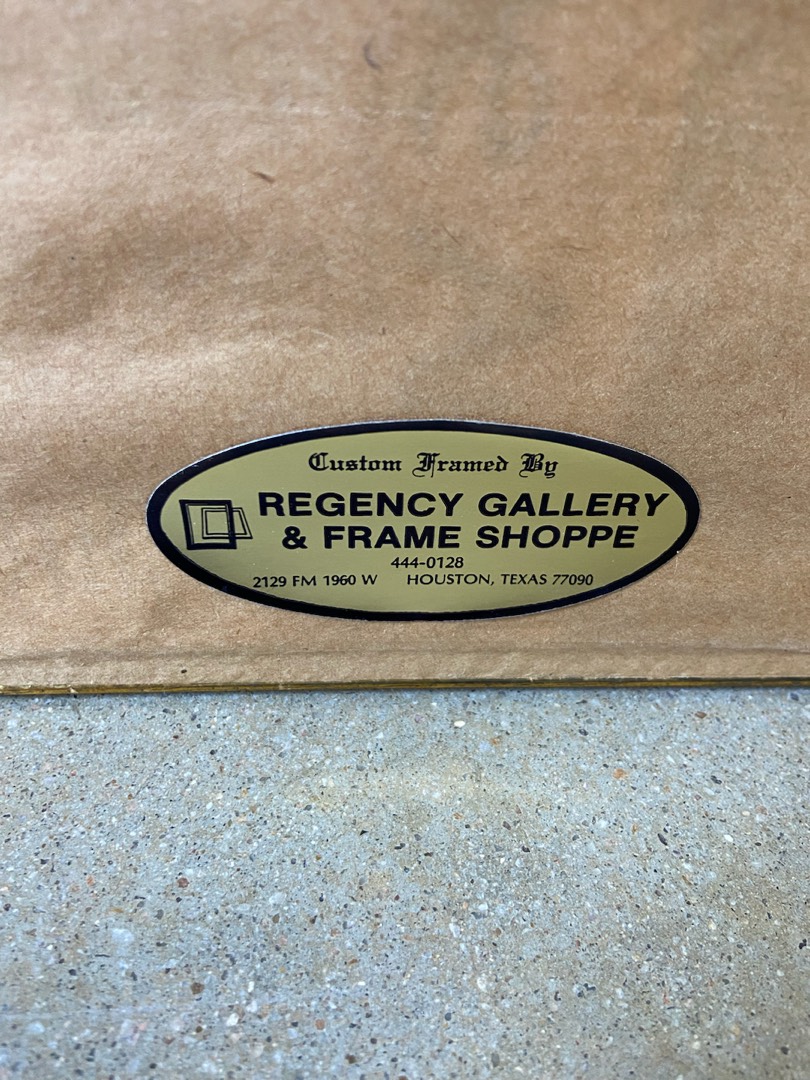 Custom Framed By
REGENCY GALLERY
& FRAME SHOPPE
444-0128
2129 FM 1960 W HOUSTON, TEXAS 77090